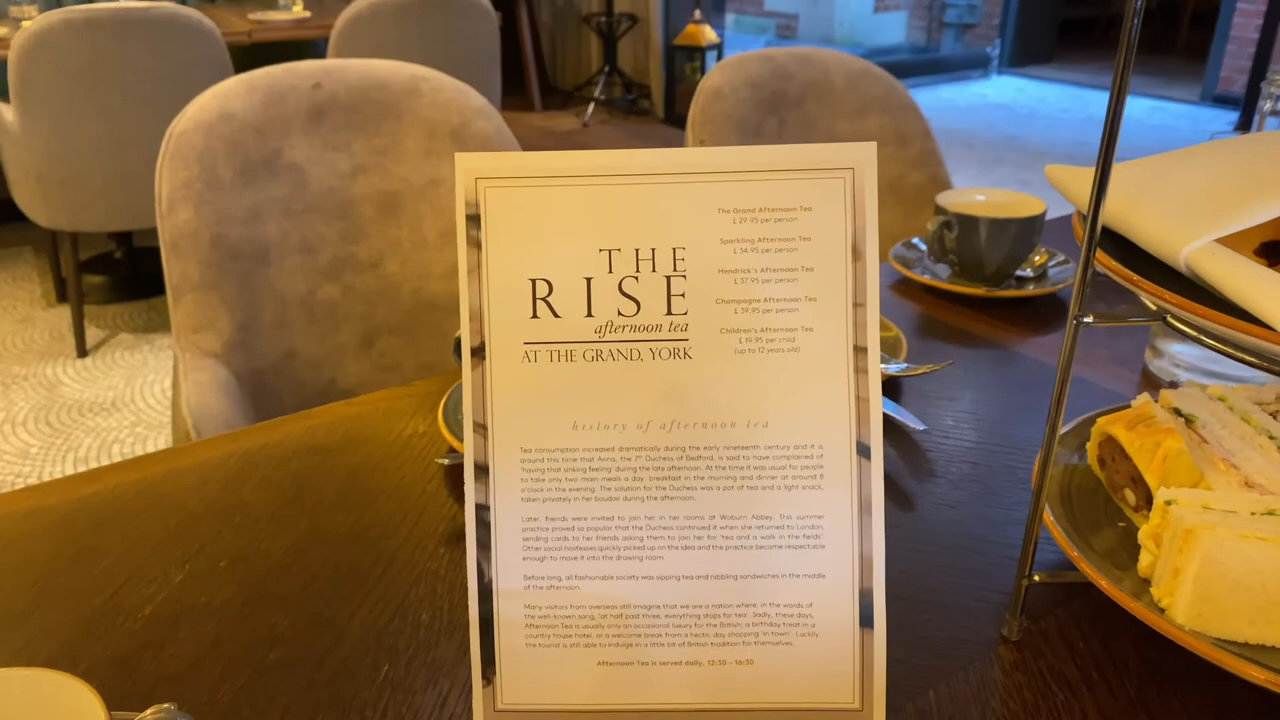 THE
RISE
afternoon tea
AT THE GRAND, YORK
The Grand Afternoon Tea
£ 29.95 per person
Sparkling Afternoon Tea
£ 34.95 per person
Hendrick's Afternoon Tea
£ 37.95 per person
Champagne Afternoon Tea
£ 39.95 per person
Children's Afternoon Tea
£ 19.95 per child
(up to 12 years old)
history of afternoon tea
Tea consumption increased dramatically during the early nineteenth century and it is
around this time that Anna, the 7th Duchess of Bedford, is said to have complained of
'having that sinking feeling' during the late afternoon. At the time it was usual for people
to take only two main meals a day, breakfast in the morning and dinner at around 8
o'clock in the evening. The solution for the Duchess was a pot of tea and a light snack,
taken privately in her boudoir during the afternoon.
Later, friends were invited to join her in her rooms at Woburn Abbey. This summer
practice proved so popular that the Duchess continued it when she returned to London,
sending cards to her friends asking them to join her for 'tea and a walk in the fields'.
Other social hostesses quickly picked up on the idea and the practice became respectable
enough to move it into the drawing room.
Before long, all fashionable society was sipping tea and nibbling sandwiches in the middle
of the afternoon.
Many visitors from overseas still imagine that we are a nation where, in the words of
the well-known song, 'at half past three, everything stops for tea'. Sadly, these days,
Afternoon Tea is usually only an occasional luxury for the British; a birthday treat in a
country house hotel, or a welcome break from a hectic day shopping 'in town'. Luckily
the tourist is still able to indulge in a little bit of British tradition for themselves.
Afternoon Tea is served daily, 12:30 – 16:30